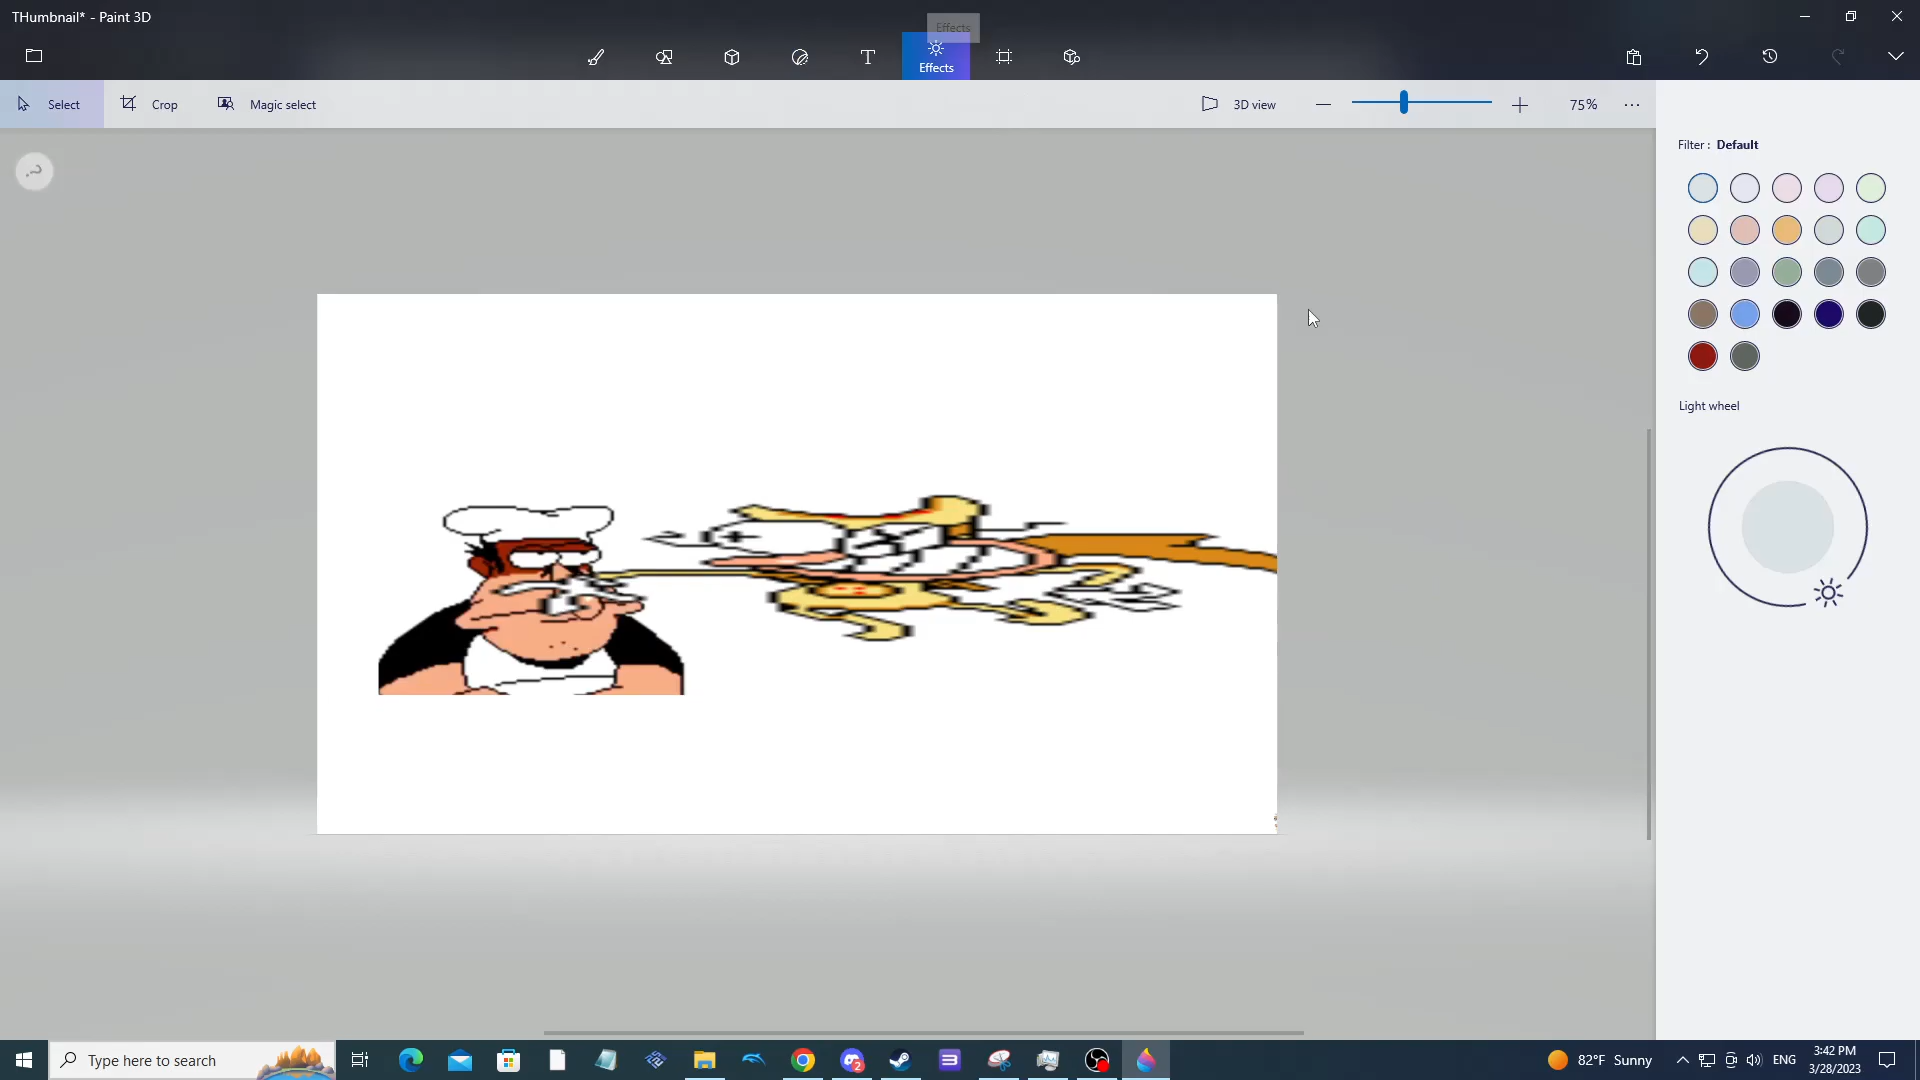 THumbnail* - Paint 3D
Effects
Effects
Select
Crop
Magic select
3D view
75%
Filter : Default
Light wheel
Type here to search
2
82°F Sunny
ENG
3:42 PM
3/28/2023